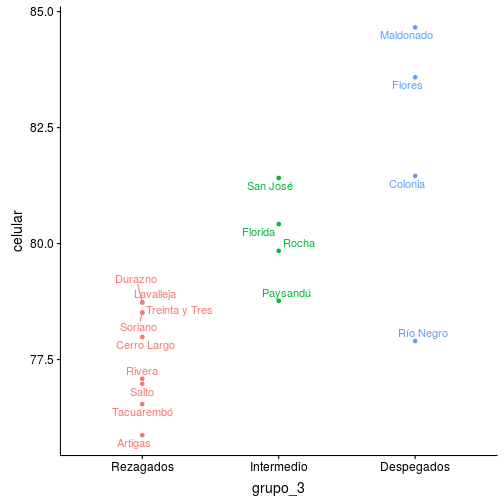 85.0
Maldonado
Flores
82.5
Colonia
San José
Florida
Rocha
80.0
celular
Durazno
Lavalleja
Paysandú
Treinta y Tres
Soriano
Cerro Largo
Río Negro
77.5
Rivera
Salto
Tacuarembó
Artigas
Rezagados
Intermedio
Despegados
grupo_3